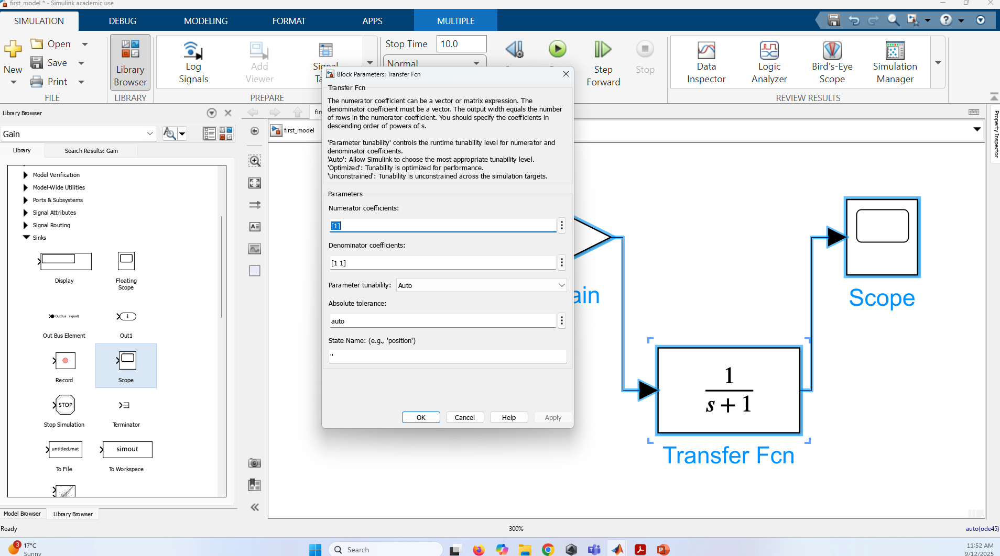 first_model * - Simulink academic use
SIMULATION
DEBUG
MODELING
FORMAT
APPS
MULTIPLE
New
Open
Save
Print
FILE
Library
Browser
LIBRARY
Log
Signals
Add
Viewer
PREPARE
Stop Time
10.0
Normal
Step
Forward
Stop
Data
Inspector
Logic
Analyzer
Bird's-Eye
Scope
Simulation
Manager
REVIEW RESULTS
Library Browser
Gain
Library
Search Results: Gain
Model Verification
Model-Wide Utilities
Ports & Subsystems
Signal Attributes
Signal Routing
Sinks
Display
Floating
Scope
OutBus . signal1
1
Out Bus Element
Out1
Record
Scope
STOP
Stop Simulation
Terminator
untitled.mat
simout
To File
To Workspace
Model Browser
Library Browser
first_model
Property Inspector
Block Parameters: Transfer Fcn
Transfer Fcn
The numerator coefficient can be a vector or matrix expression. The
denominator coefficient must be a vector. The output width equals the number
of rows in the numerator coefficient. You should specify the coefficients in
descending order of powers of s.
'Parameter tunability' controls the runtime tunability level for numerator and
denominator coefficients.
'Auto': Allow Simulink to choose the most appropriate tunability level.
'Optimized': Tunability is optimized for performance.
'Unconstrained': Tunability is unconstrained across the simulation targets.
Parameters
Numerator coefficients:
[1]
Denominator coefficients:
[1 1]
Parameter tunability:
Auto
Absolute tolerance:
auto
State Name: (e.g., 'position')
''
OK
Cancel
Help
Apply
ain
Scope
1
s + 1
Transfer Fcn
Ready
300%
auto(ode45)
3
17°C
Sunny
Search
11:52 AM
9/12/2025